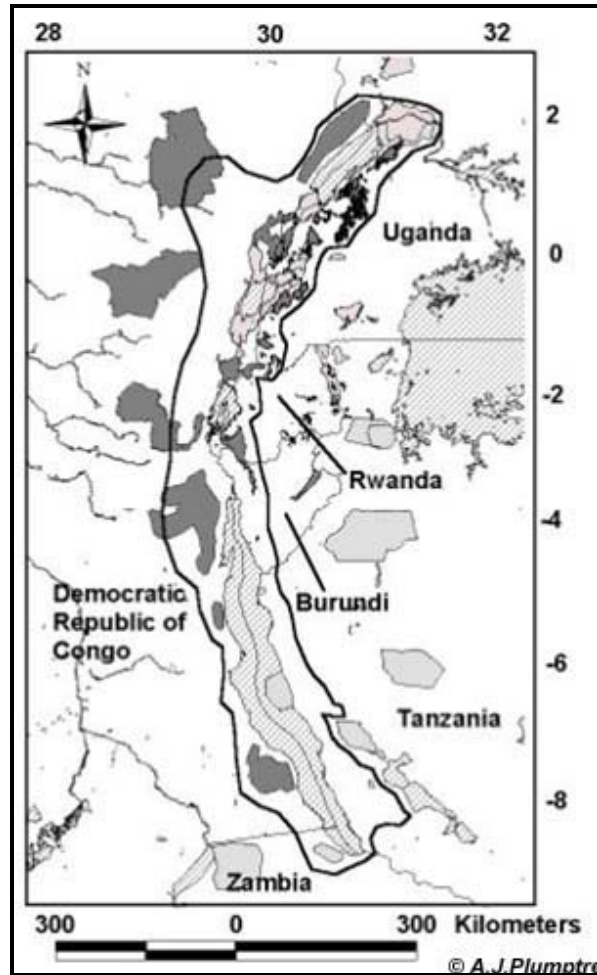 28 30 32
N
2
Uganda
0
-2
Rwanda
-4
Democratic
Republic of
Congo
Burundi
-6
Tanzania
-8
Zambia
300 0 300 Kilometers
© A.J.Plumptre